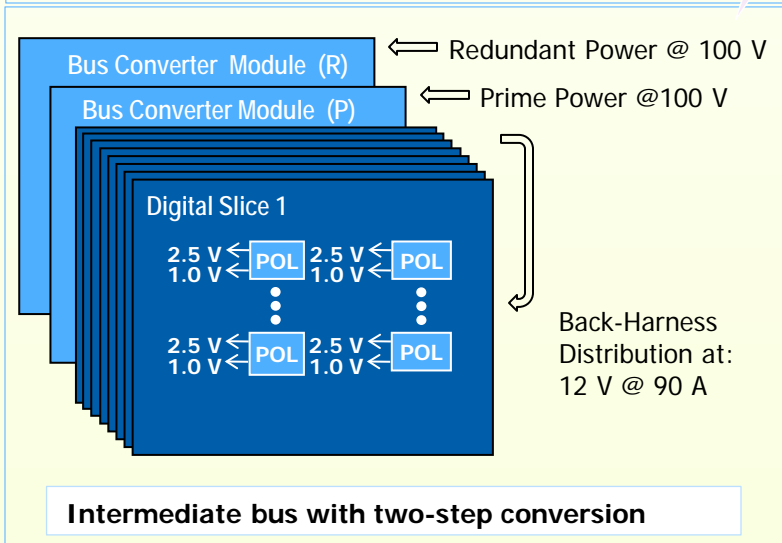 Bus Converter Module (R)
Redundant Power @ 100 V
Bus Converter Module (P)
Prime Power @100 V
Digital Slice 1
2.5 V POL 2.5 V POL
1.0 V 1.0 V
2.5 V POL 2.5 V POL
1.0 V 1.0 V
Back-Harness
Distribution at:
12 V @ 90 A
Intermediate bus with two-step conversion